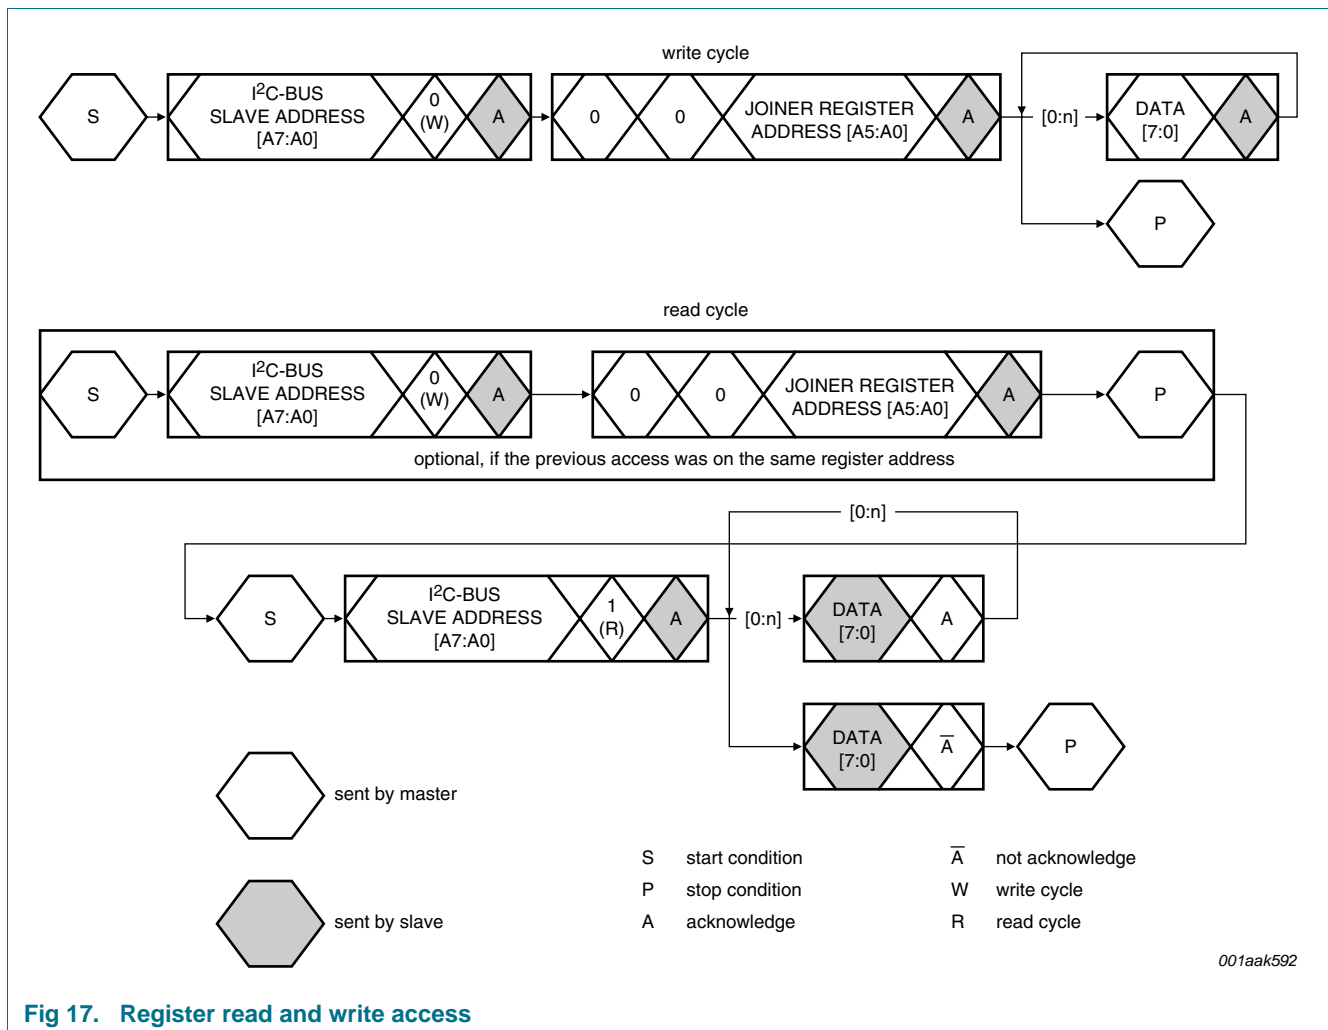 write cycle
S
I²C-BUS
SLAVE ADDRESS
[A7:A0]
0
(W)
A
0
0
JOINER REGISTER
ADDRESS [A5:A0]
A
[0:n]
DATA
[7:0]
A
P
read cycle
S
I²C-BUS
SLAVE ADDRESS
[A7:A0]
0
(W)
A
0
0
JOINER REGISTER
ADDRESS [A5:A0]
A
P
optional, if the previous access was on the same register address
[0:n]
S
I²C-BUS
SLAVE ADDRESS
[A7:A0]
1
(R)
A
[0:n]
DATA
[7:0]
A
DATA
[7:0]
A̅
P
sent by master
sent by slave
S start condition
P stop condition
A acknowledge
A̅ not acknowledge
W write cycle
R read cycle
001aak592
Fig 17. Register read and write access